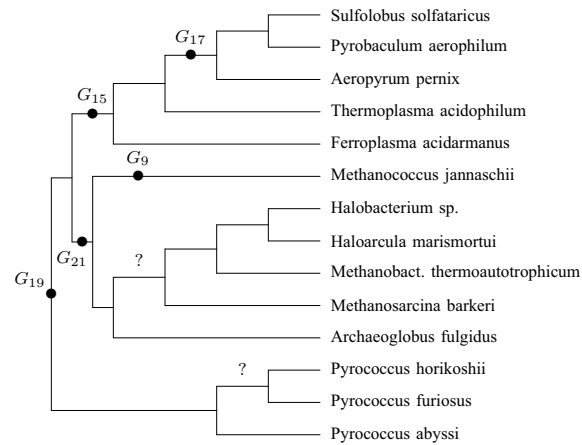 Sulfolobus solfataricus
G17
Pyrobaculum aerophilum
Aeropyrum pernix
G15
Thermoplasma acidophilum
Ferroplasma acidarmanus
G9
Methanococcus jannaschii
Halobacterium sp.
Haloarcula marismortui
G21
?
G19
Methanobact. thermoautotrophicum
Methanosarcina barkeri
Archaeoglobus fulgidus
?
Pyrococcus horikoshii
Pyrococcus furiosus
Pyrococcus abyssi